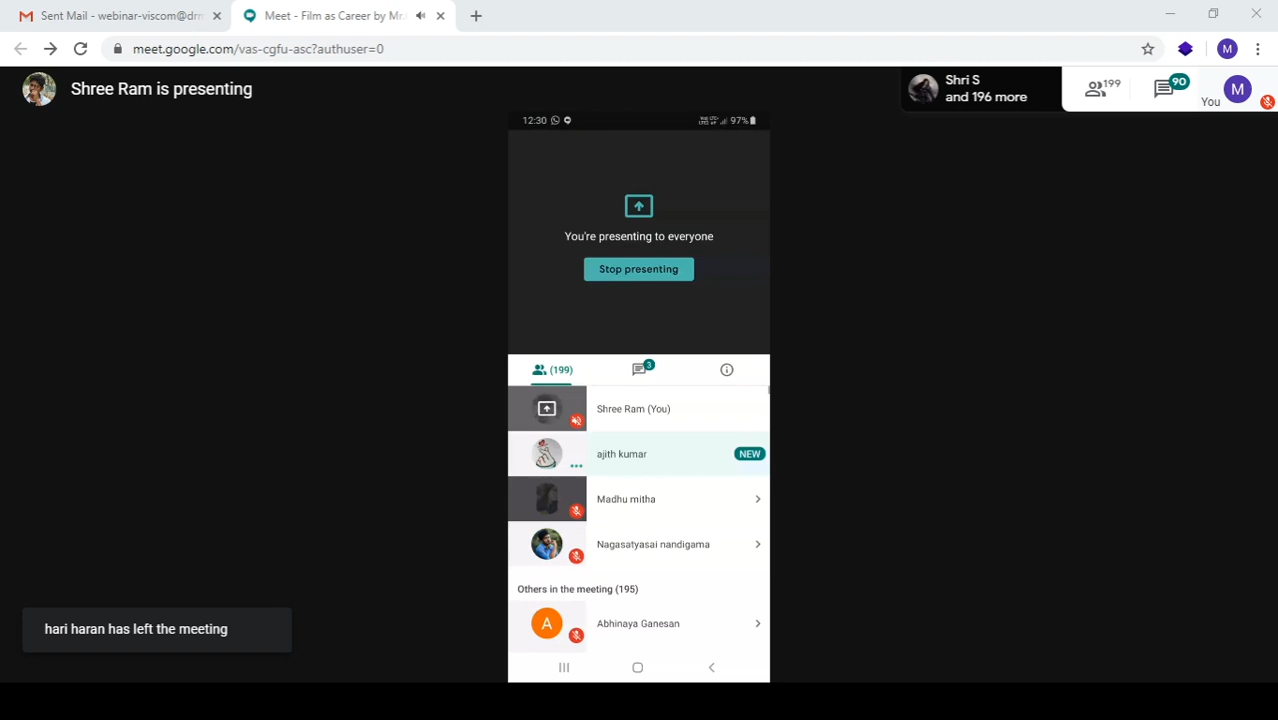 Sent Mail - webinar-viscom@drm
Meet - Film as Career by Mr.
meet.google.com/vas-cgfu-asc?authuser=0
M
Shree Ram is presenting
Shri S
and 196 more
199
90
You
M
12:30
97%
You're presenting to everyone
Stop presenting
(199)
3
Shree Ram (You)
ajith kumar
NEW
Madhu mitha
Nagasatyasai nandigama
Others in the meeting (195)
A
Abhinaya Ganesan
hari haran has left the meeting